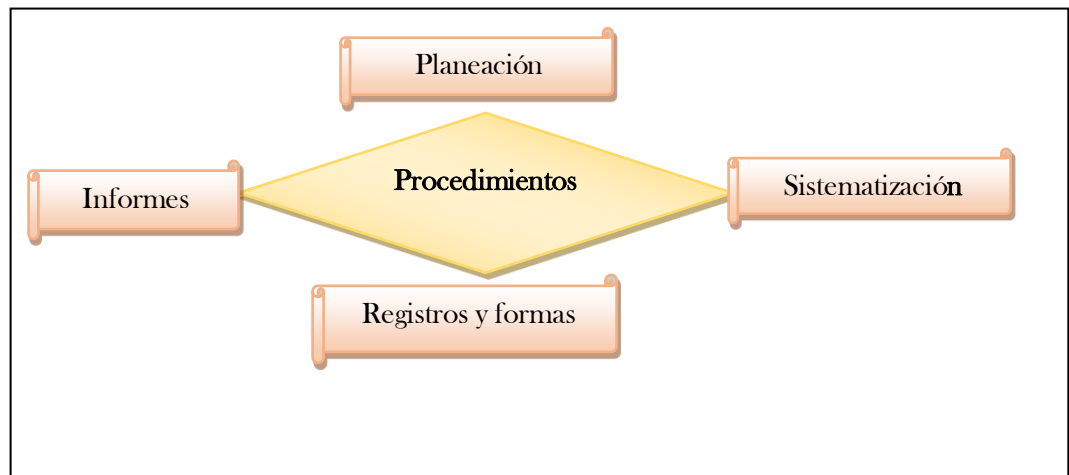 Planeación
Procedimientos
Informes
Sistematización
Registros y formas